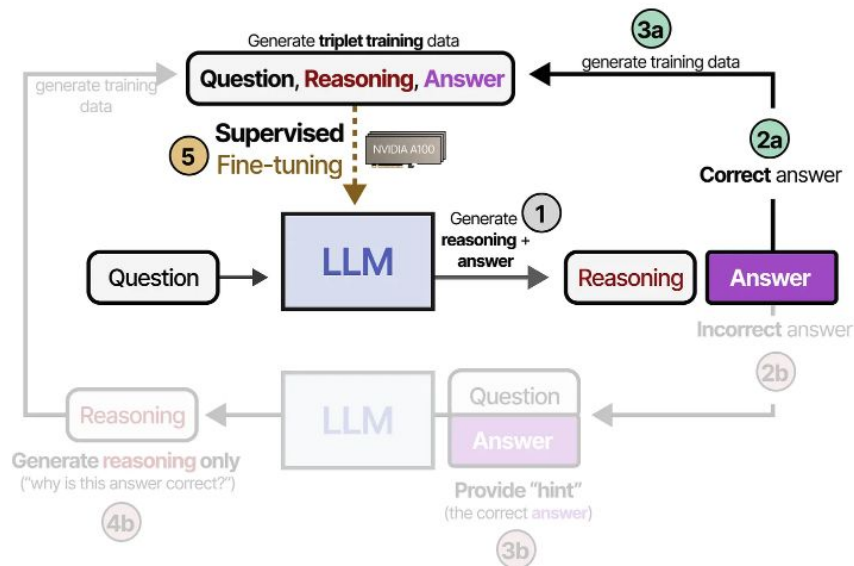 Generate triplet training data
3a
generate training data
Question, Reasoning, Answer
generate training
data
2a
Supervised
5
Fine-tuning
NVIDIA A100
Correct answer
Generate
1
reasoning +
answer
Question
LLM
Reasoning
Answer
Incorrect answer
2b
Reasoning
LLM
Question
Answer
Generate reasoning only
("why is this answer correct?")
4b
Provide "hint"
(the correct answer)
3b